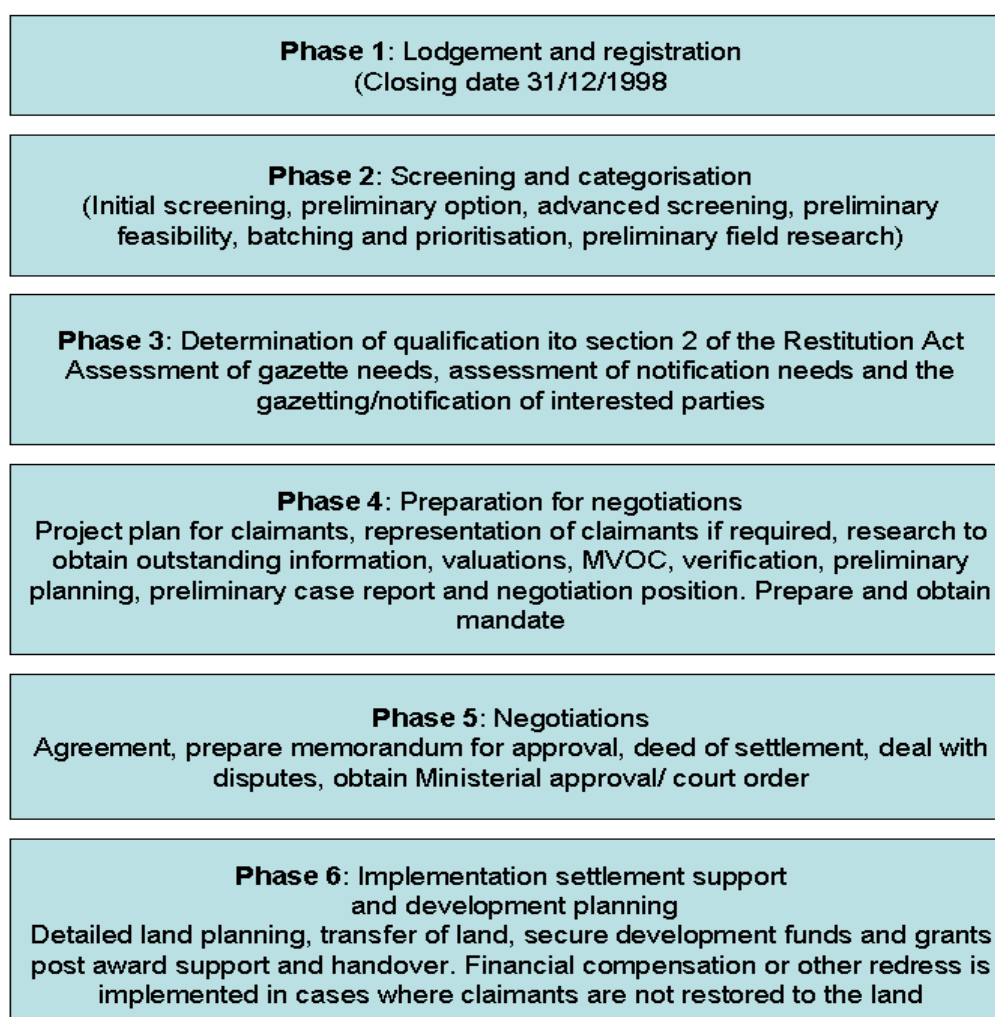 Phase 1: Lodgement and registration
(Closing date 31/12/1998
Phase 2: Screening and categorisation
(Initial screening, preliminary option, advanced screening, preliminary
feasibility, batching and prioritisation, preliminary field research)
Phase 3: Determination of qualification ito section 2 of the Restitution Act
Assessment of gazette needs, assessment of notification needs and the
gazetting/notification of interested parties
Phase 4: Preparation for negotiations
Project plan for claimants, representation of claimants if required, research to
obtain outstanding information, valuations, MVOC, verification, preliminary
planning, preliminary case report and negotiation position. Prepare and obtain
mandate
Phase 5: Negotiations
Agreement, prepare memorandum for approval, deed of settlement, deal with
disputes, obtain Ministerial approval/ court order
Phase 6: Implementation settlement support
and development planning
Detailed land planning, transfer of land, secure development funds and grants
post award support and handover. Financial compensation or other redress is
implemented in cases where claimants are not restored to the land